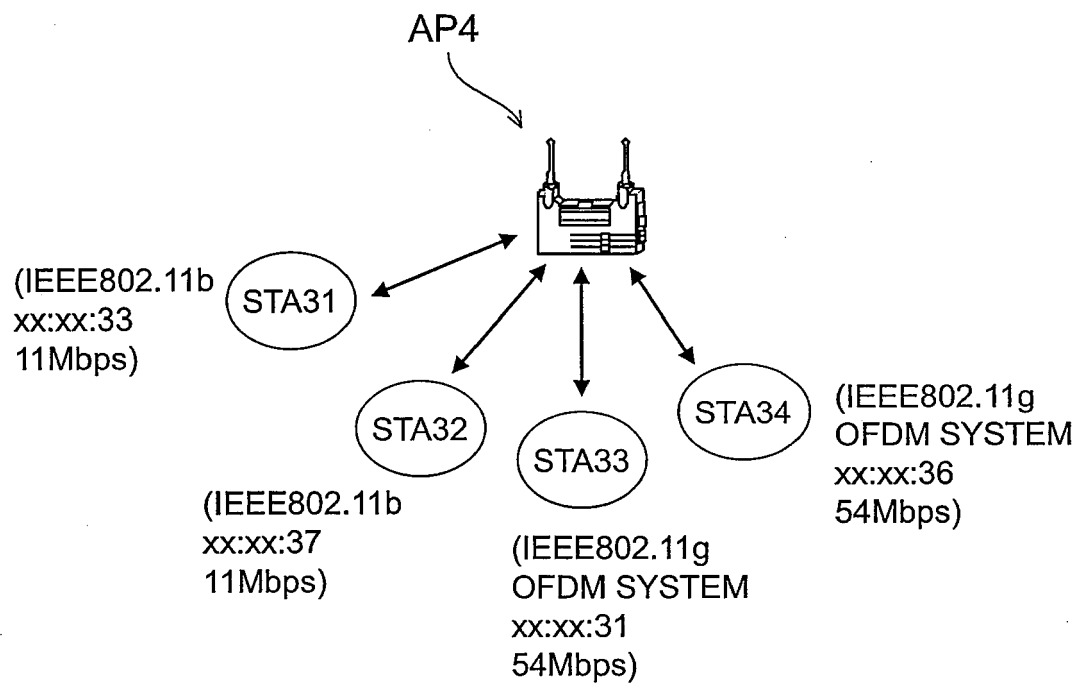 AP4
(IEEE802.11b
xx:xx:33
11Mbps)
STA31
STA32
(IEEE802.11b
xx:xx:37
11Mbps)
STA33
(IEEE802.11g
OFDM SYSTEM
xx:xx:31
54Mbps)
STA34
(IEEE802.11g
OFDM SYSTEM
xx:xx:36
54Mbps)